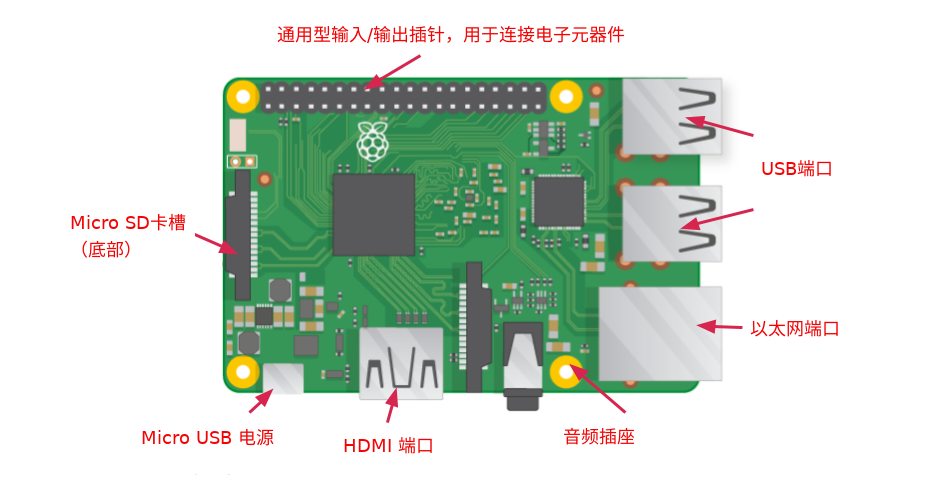 通用型输入/输出插针，用于连接电子元器件
USB端口
Micro SD卡槽
（底部）
以太网端口
Micro USB 电源
HDMI 端口
音频插座